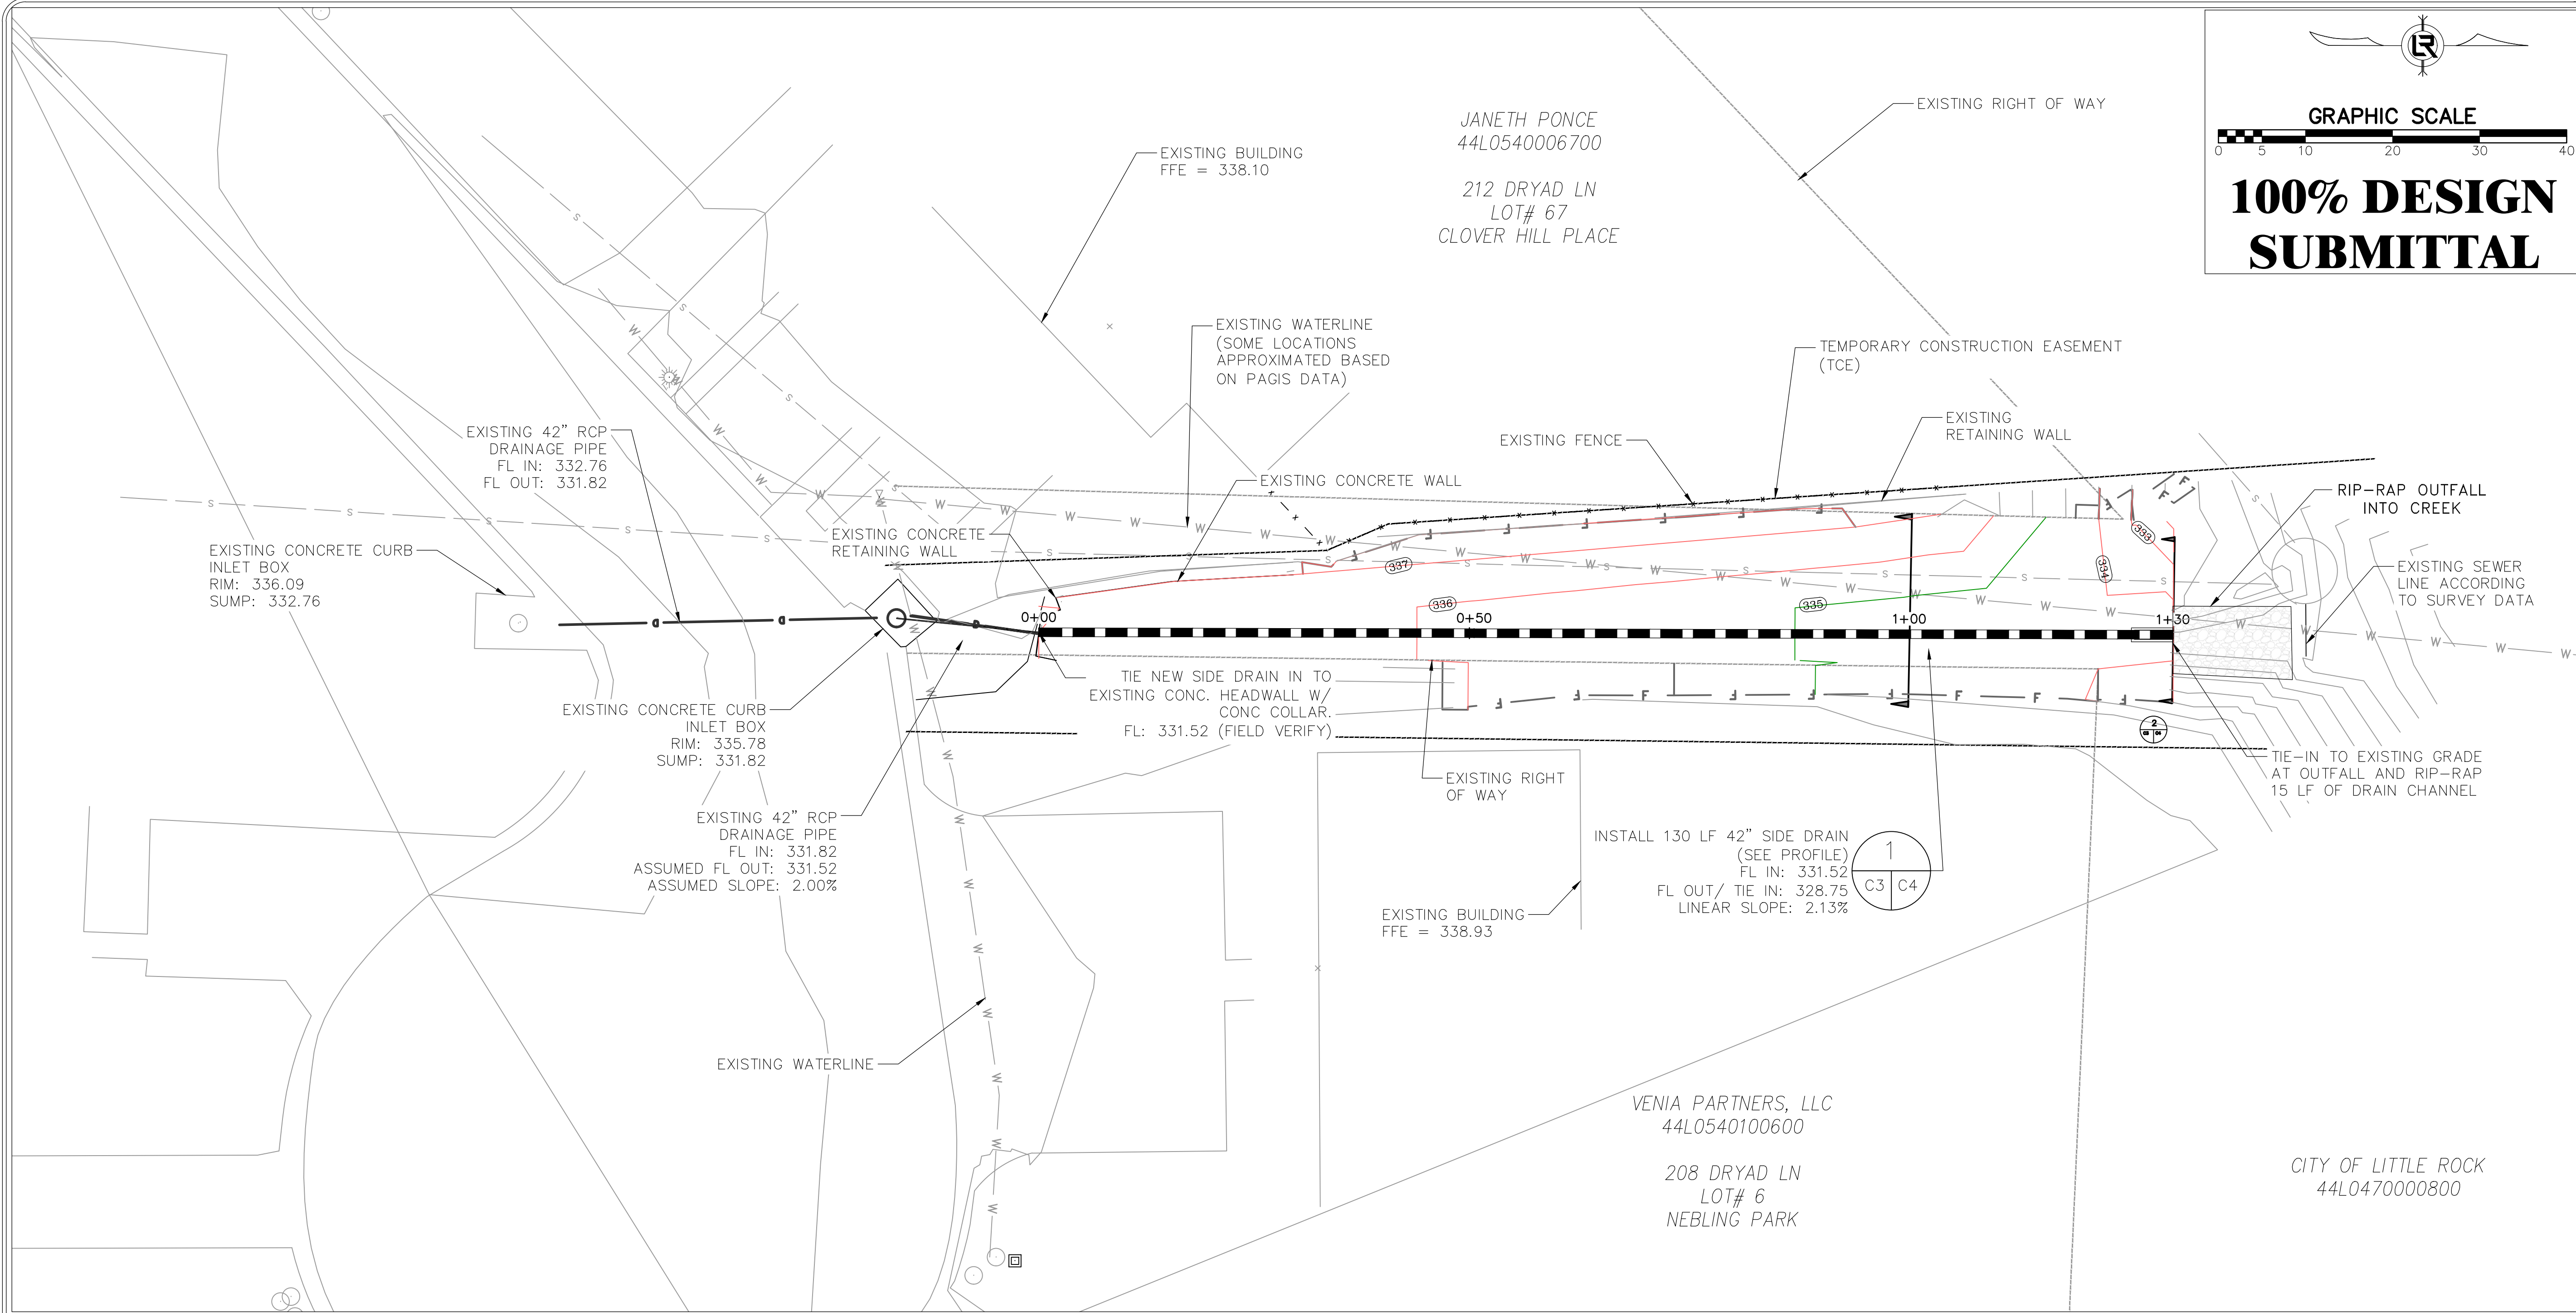 GRAPHIC SCALE
0 5 10 20 30 40
100% DESIGN
SUBMITTAL
JANETH PONCE
44L0540006700
212 DRYAD LN
LOT# 67
CLOVER HILL PLACE
EXISTING RIGHT OF WAY
EXISTING BUILDING
FFE = 338.10
EXISTING WATERLINE
(SOME LOCATIONS
APPROXIMATED BASED
ON PAGIS DATA)
TEMPORARY CONSTRUCTION EASEMENT
(TCE)
EXISTING 42" RCP
DRAINAGE PIPE
FL IN: 332.76
FL OUT: 331.82
EXISTING FENCE
EXISTING
RETAINING WALL
EXISTING CONCRETE WALL
RIP-RAP OUTFALL
INTO CREEK
EXISTING CONCRETE
RETAINING WALL
EXISTING CONCRETE CURB
INLET BOX
RIM: 336.09
SUMP: 332.76
EXISTING SEWER
LINE ACCORDING
TO SURVEY DATA
333
334
337
336
335
0+00
0+50
1+00
1+30
TIE NEW SIDE DRAIN IN TO
EXISTING CONC. HEADWALL W/
CONC COLLAR.
FL: 331.52 (FIELD VERIFY)
EXISTING CONCRETE CURB
INLET BOX
RIM: 335.78
SUMP: 331.82
2
C3 C4
TIE-IN TO EXISTING GRADE
AT OUTFALL AND RIP-RAP
15 LF OF DRAIN CHANNEL
EXISTING RIGHT
OF WAY
EXISTING 42" RCP
DRAINAGE PIPE
FL IN: 331.82
ASSUMED FL OUT: 331.52
ASSUMED SLOPE: 2.00%
INSTALL 130 LF 42" SIDE DRAIN
(SEE PROFILE)
FL IN: 331.52
FL OUT/ TIE IN: 328.75
LINEAR SLOPE: 2.13%
1
C3 C4
EXISTING BUILDING
FFE = 338.93
EXISTING WATERLINE
VENIA PARTNERS, LLC
44L0540100600
208 DRYAD LN
LOT# 6
NEBLING PARK
CITY OF LITTLE ROCK
44L0470000800